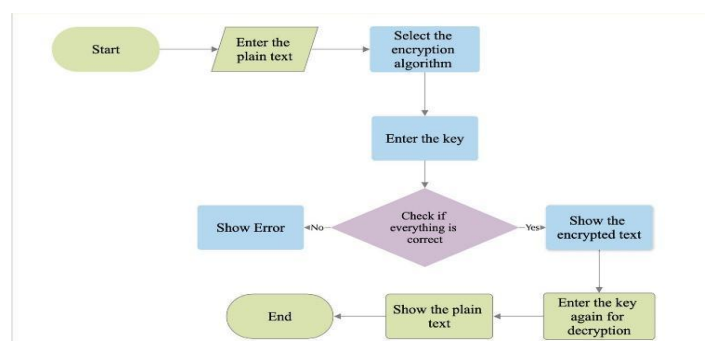 Start
Enter the
plain text
Select the
encryption
algorithm
Enter the key
Check if
everything is
correct
No
Show Error
Yes
Show the
encrypted text
Enter the key
again for
decryption
Show the plain
text
End